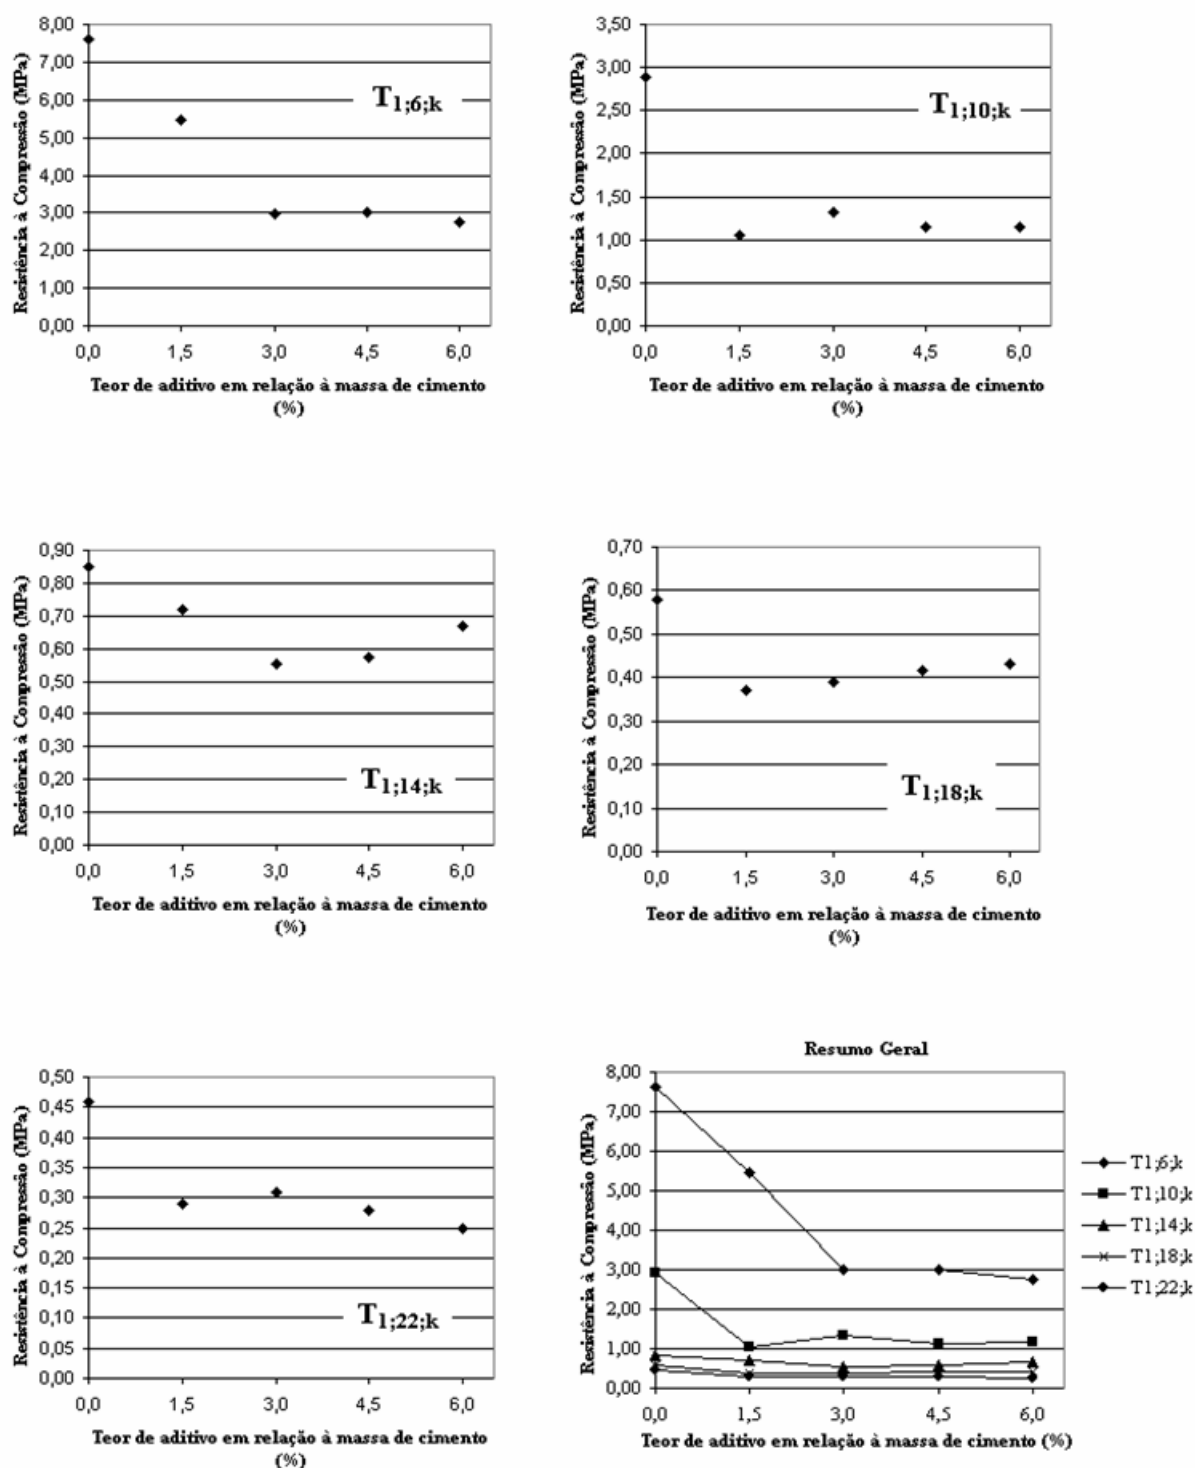 8,00
7,00
6,00
5,00
4,00
3,00
2,00
1,00
0,00
Resistência à Compressão (MPa)
T1;6;k
0,0 1,5 3,0 4,5 6,0
Teor de aditivo em relação à massa de cimento
(%)
3,50
3,00
2,50
2,00
1,50
1,00
0,50
0,00
Resistência à Compressão (MPa)
T1;10;k
0,0 1,5 3,0 4,5 6,0
Teor de aditivo em relação à massa de cimento
(%)
0,90
0,80
0,70
0,60
0,50
0,40
0,30
0,20
0,10
0,00
Resistência à Compressão (MPa)
T1;14;k
0,0 1,5 3,0 4,5 6,0
Teor de aditivo em relação à massa de cimento
(%)
0,70
0,60
0,50
0,40
0,30
0,20
0,10
0,00
Resistência à Compressão (MPa)
T1;18;k
0,0 1,5 3,0 4,5 6,0
Teor de aditivo em relação à massa de cimento
(%)
0,50
0,45
0,40
0,35
0,30
0,25
0,20
0,15
0,10
0,05
0,00
Resistência à Compressão (MPa)
T1;22;k
0,0 1,5 3,0 4,5 6,0
Teor de aditivo em relação à massa de cimento
(%)
Resumo Geral
8,00
7,00
6,00
5,00
4,00
3,00
2,00
1,00
0,00
Resistência à Compressão (MPa)
0,0 1,5 3,0 4,5 6,0
Teor de aditivo em relação à massa de cimento (%)
T1;6;k
T1;10;k
T1;14;k
T1;18;k
T1;22;k